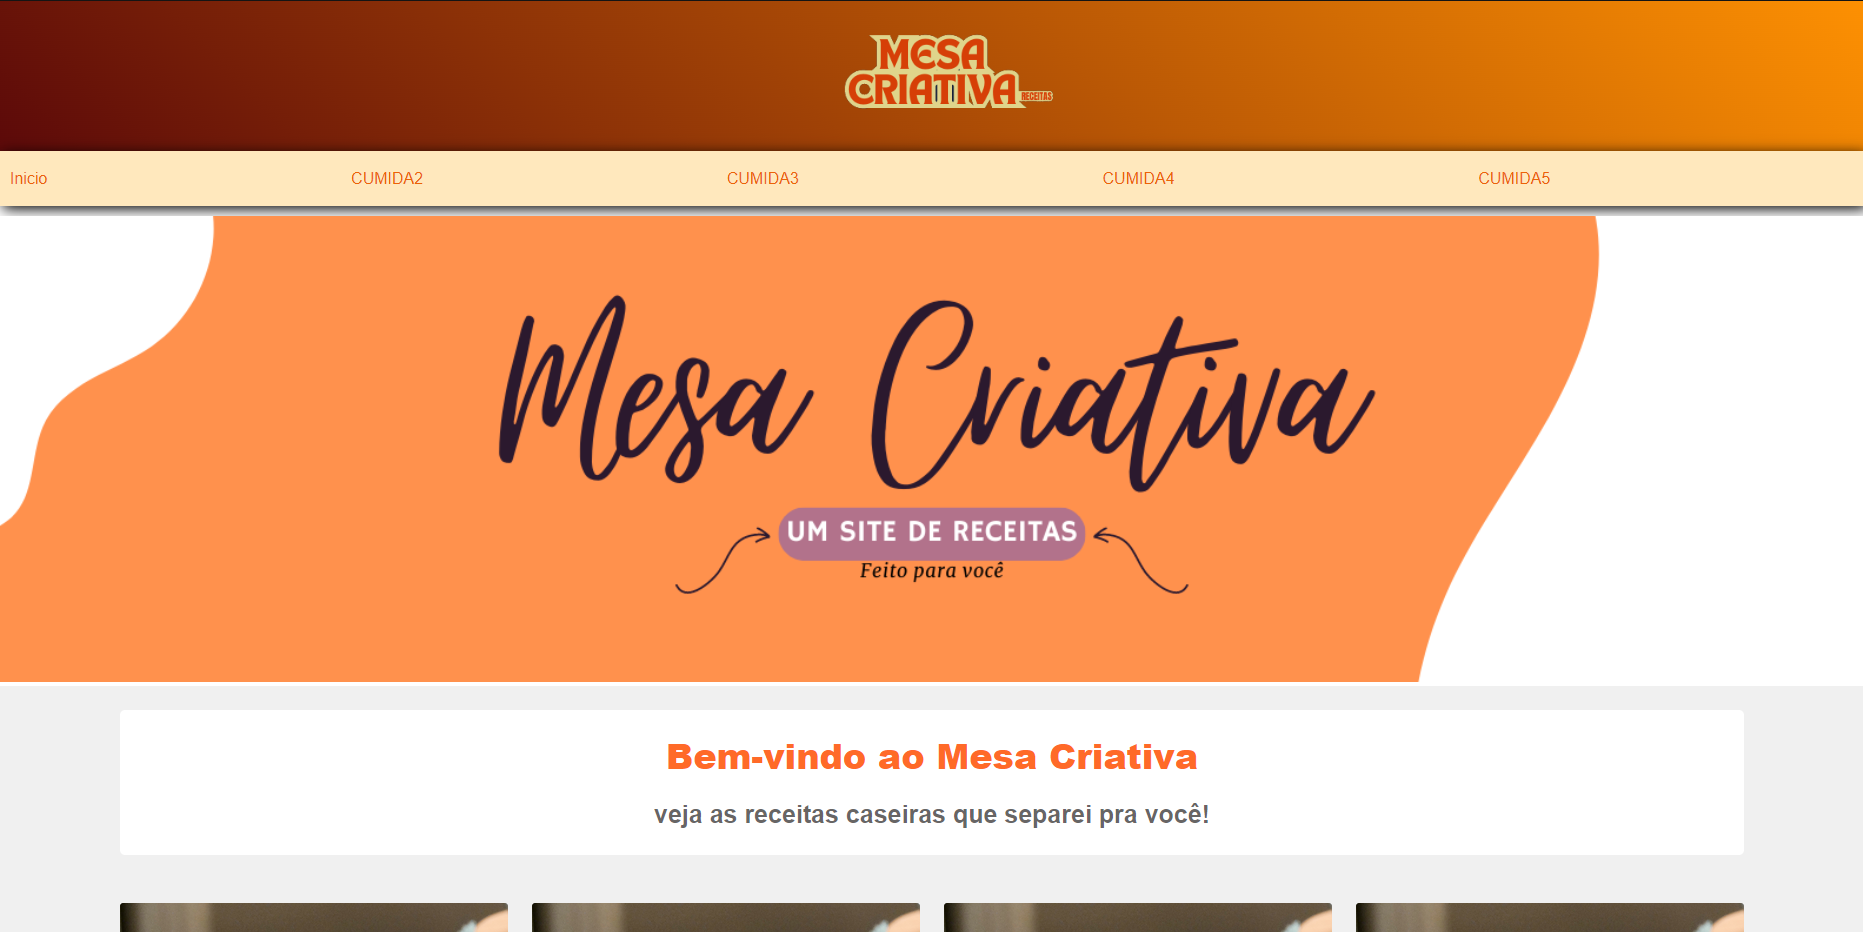 MESA
CRIATIVA RECEITAS
Inicio CUMIDA2 CUMIDA3 CUMIDA4 CUMIDA5
Mesa Criativa
UM SITE DE RECEITAS
Feito para você
Bem-vindo ao Mesa Criativa
veja as receitas caseiras que separei pra você!